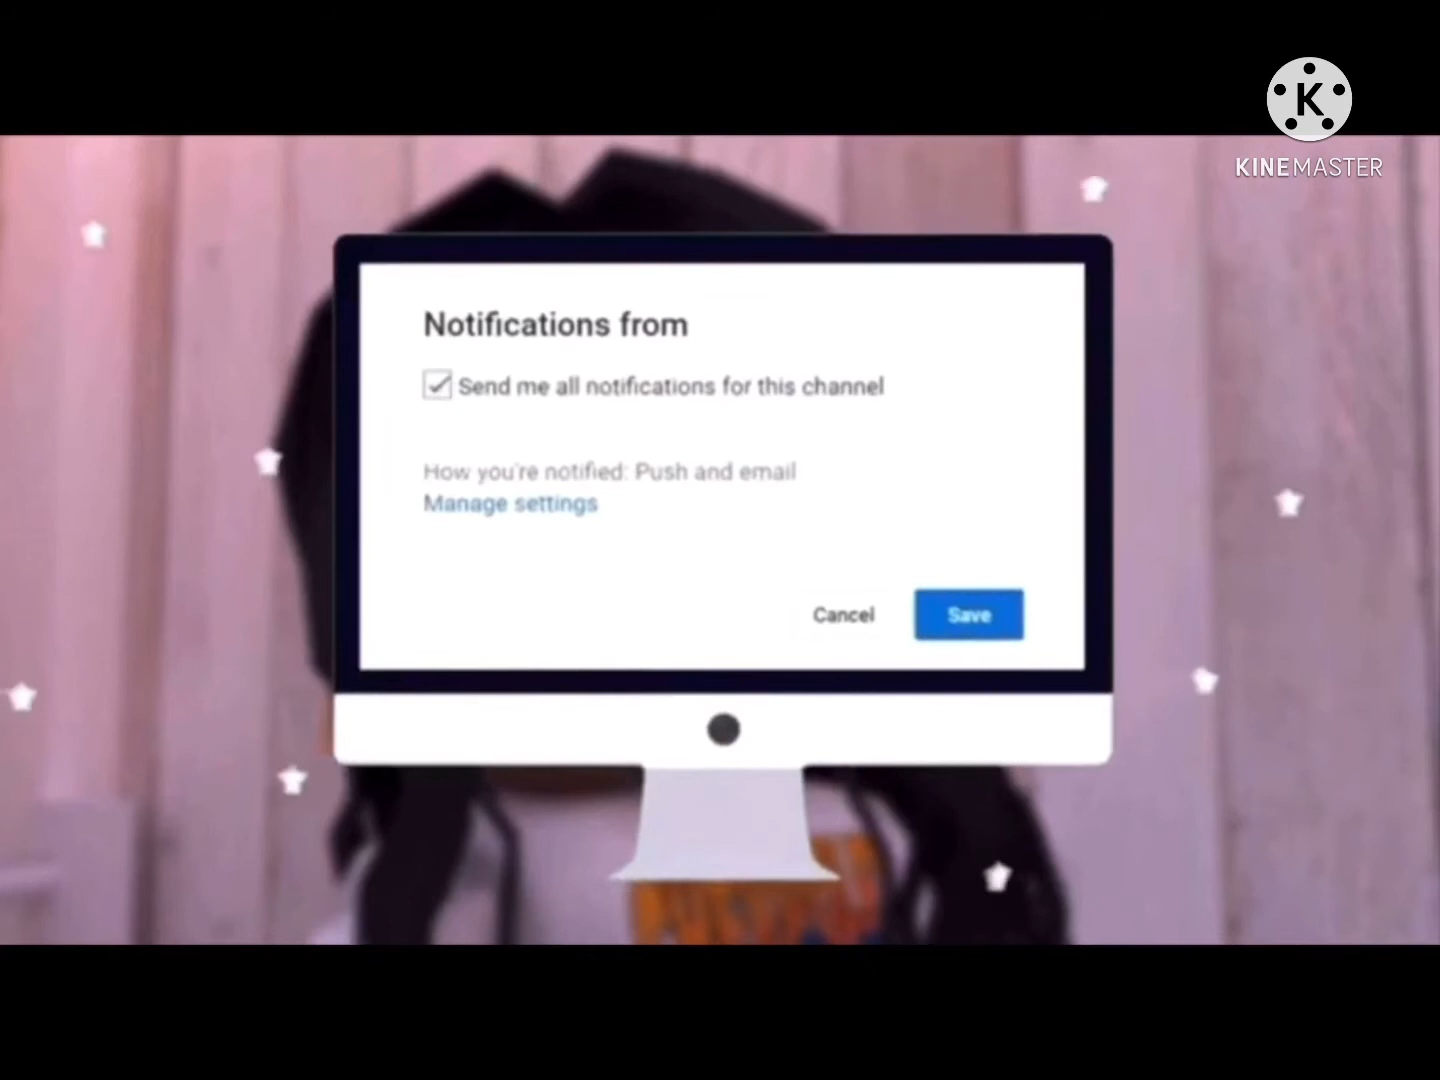 K
KINEMASTER
Notifications from
Send me all notifications for this channel
How you're notified: Push and email
Manage settings
Cancel
Save